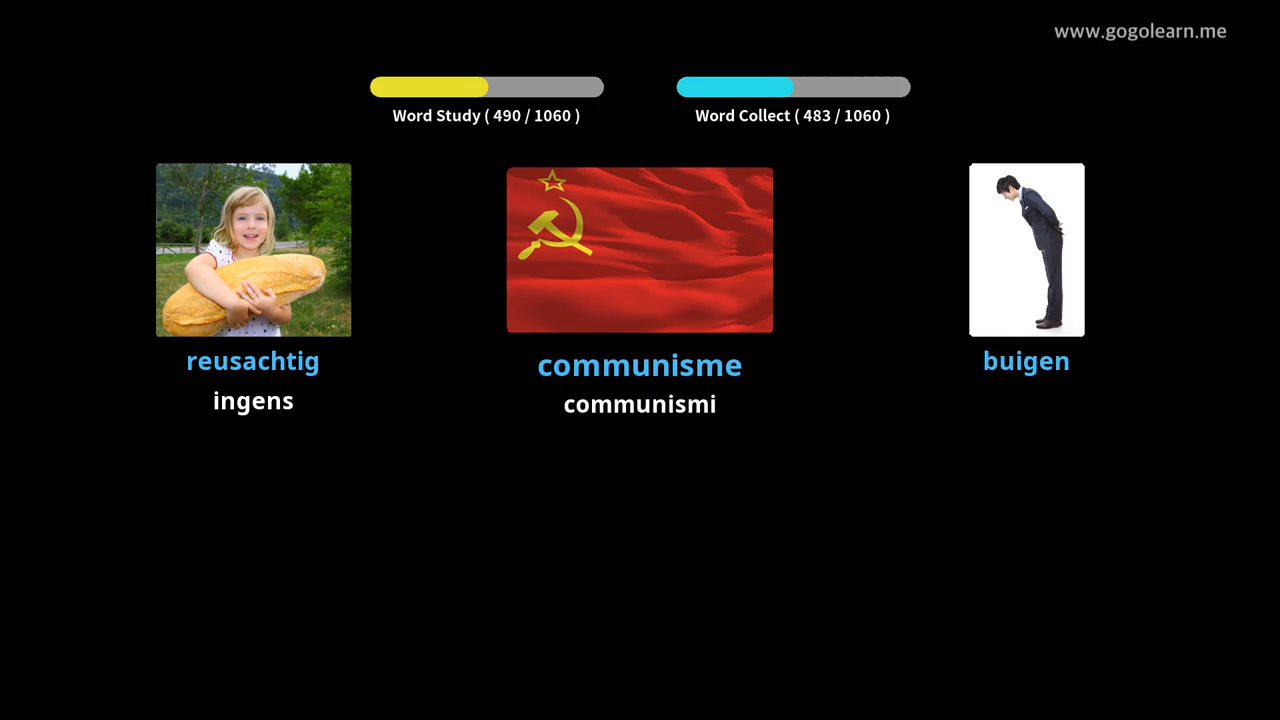 www.gogolearn.me
Word Study ( 490 / 1060 )
Word Collect ( 483 / 1060 )
reusachtig
ingens
communisme
communismi
buigen